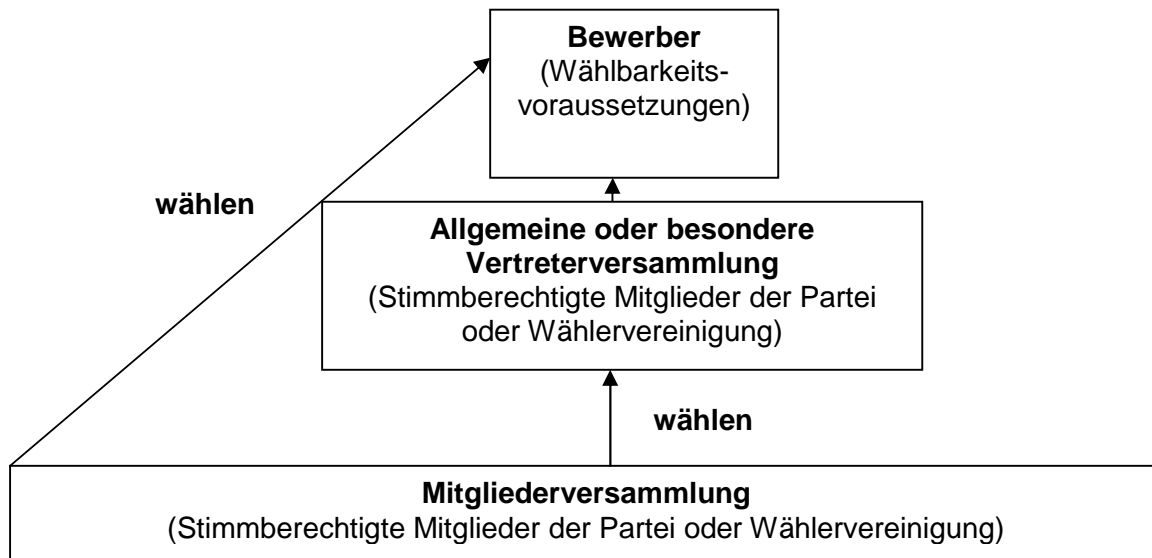 Bewerber
(Wählbarkeits-
voraussetzungen)
wählen
Allgemeine oder besondere
Vertreterversammlung
(Stimmberechtigte Mitglieder der Partei
oder Wählervereinigung)
wählen
Mitgliederversammlung
(Stimmberechtigte Mitglieder der Partei oder Wählervereinigung)